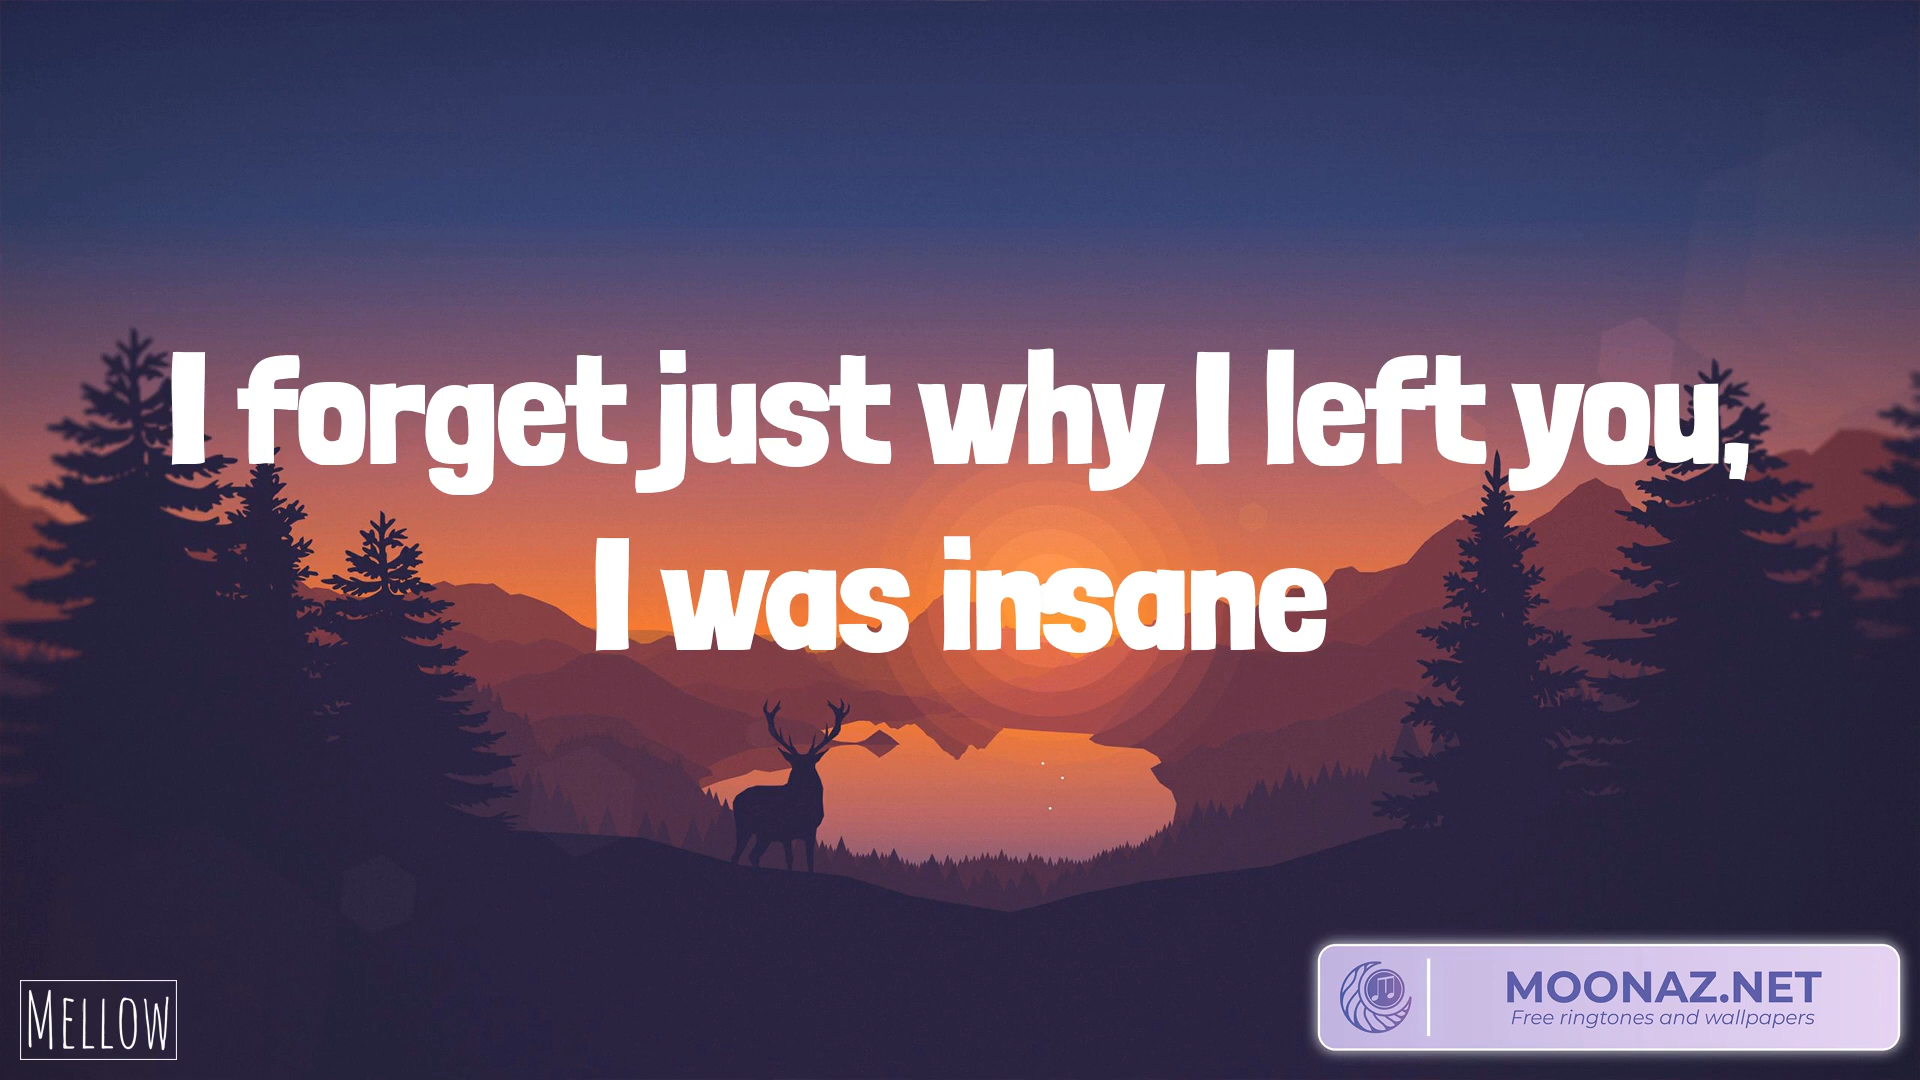 I forget just why I left you,
I was insane
MELLOW
MOONAZ.NET
Free ringtones and wallpapers